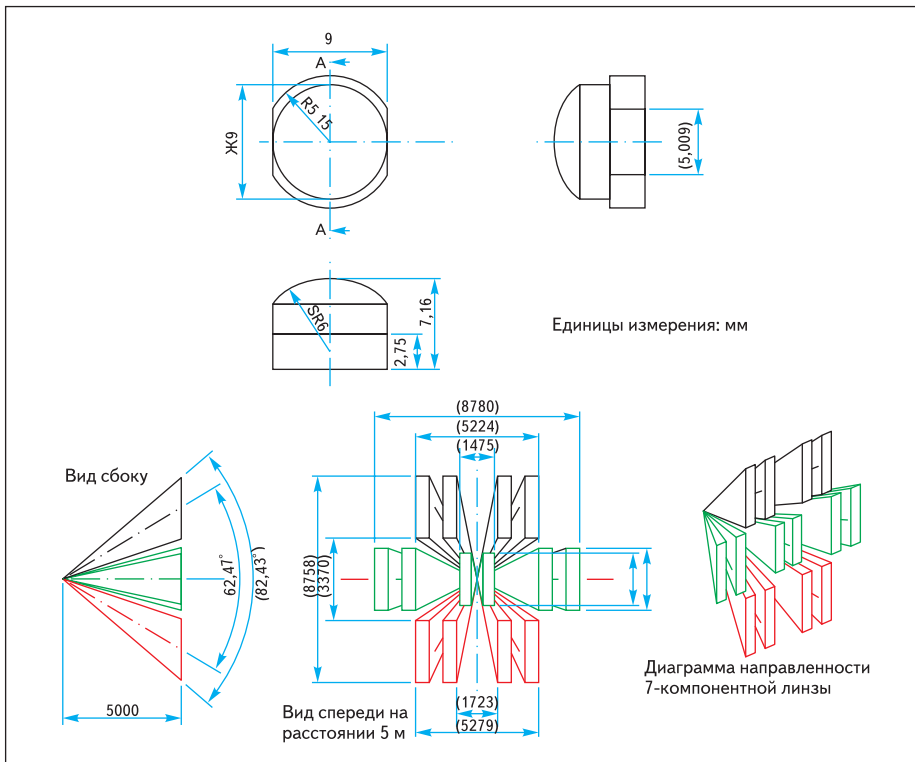 9
A
R5 15
Ж9
(5,009)
A
SR6
7,16
2,75
Единицы измерения: мм
(8780)
(5224)
(1475)
Вид сбоку
62,47°
(82,43°)
(8758)
(3370)
5000
Вид спереди на
расстоянии 5 м
(1723)
(5279)
Диаграмма направленности
7-компонентной линзы